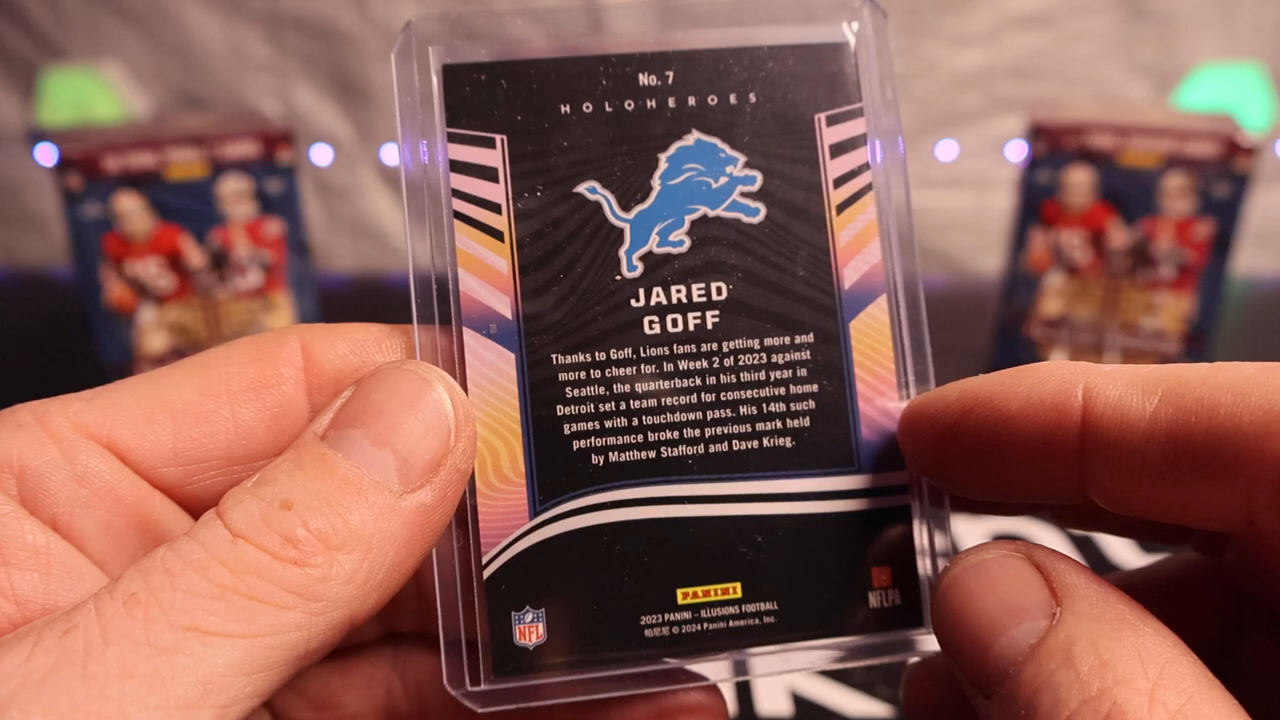 No. 7
HOLOHEROES
JARED
GOFF
Thanks to Goff, Lions fans are getting more and
more to cheer for. In Week 2 of 2023 against
Seattle, the quarterback in his third year in
Detroit set a team record for consecutive home
games with a touchdown pass. His 14th such
performance broke the previous mark held
by Matthew Stafford and Dave Krieg.
PANINI
2023 PANINI - ILLUSIONS FOOTBALL
帕尼尼 © 2024 Panini America, Inc.
NFL
NFLPA